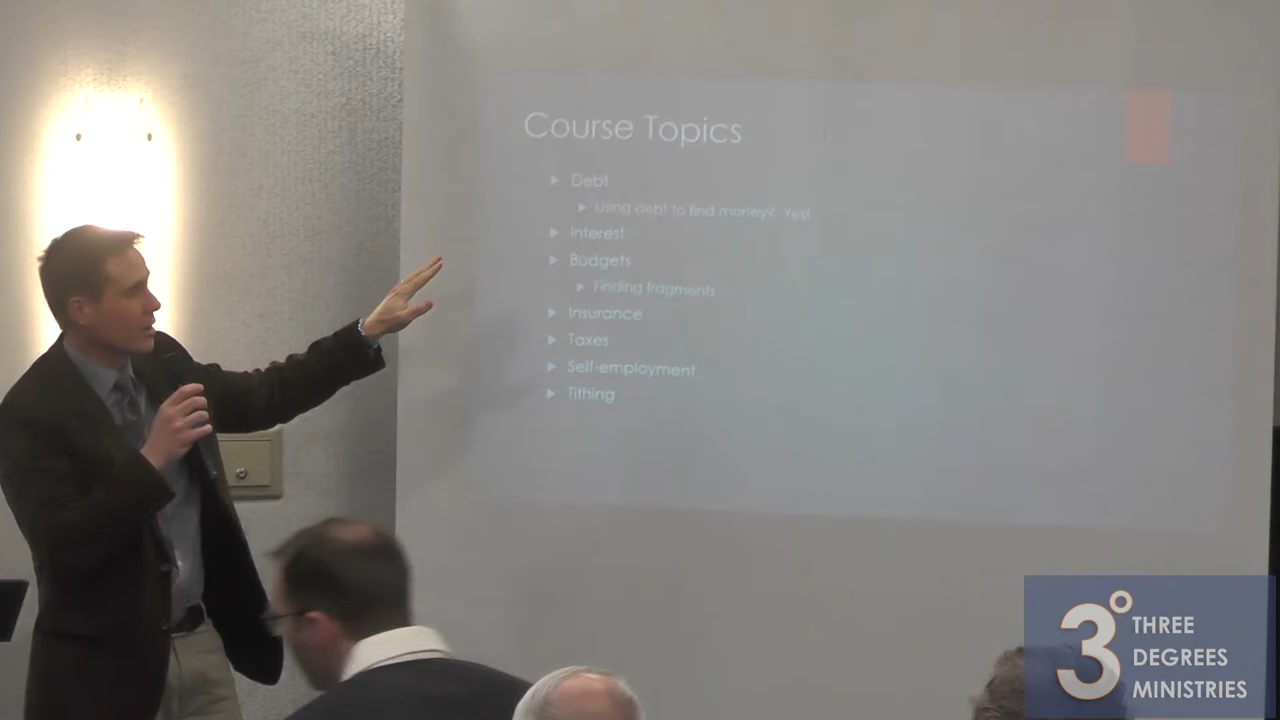 Course Topics
Debt
Using debt to find money? Yes!
Interest
Budgets
Finding fragments
Insurance
Taxes
Self-employment
Tithing
3° THREE
DEGREES
MINISTRIES